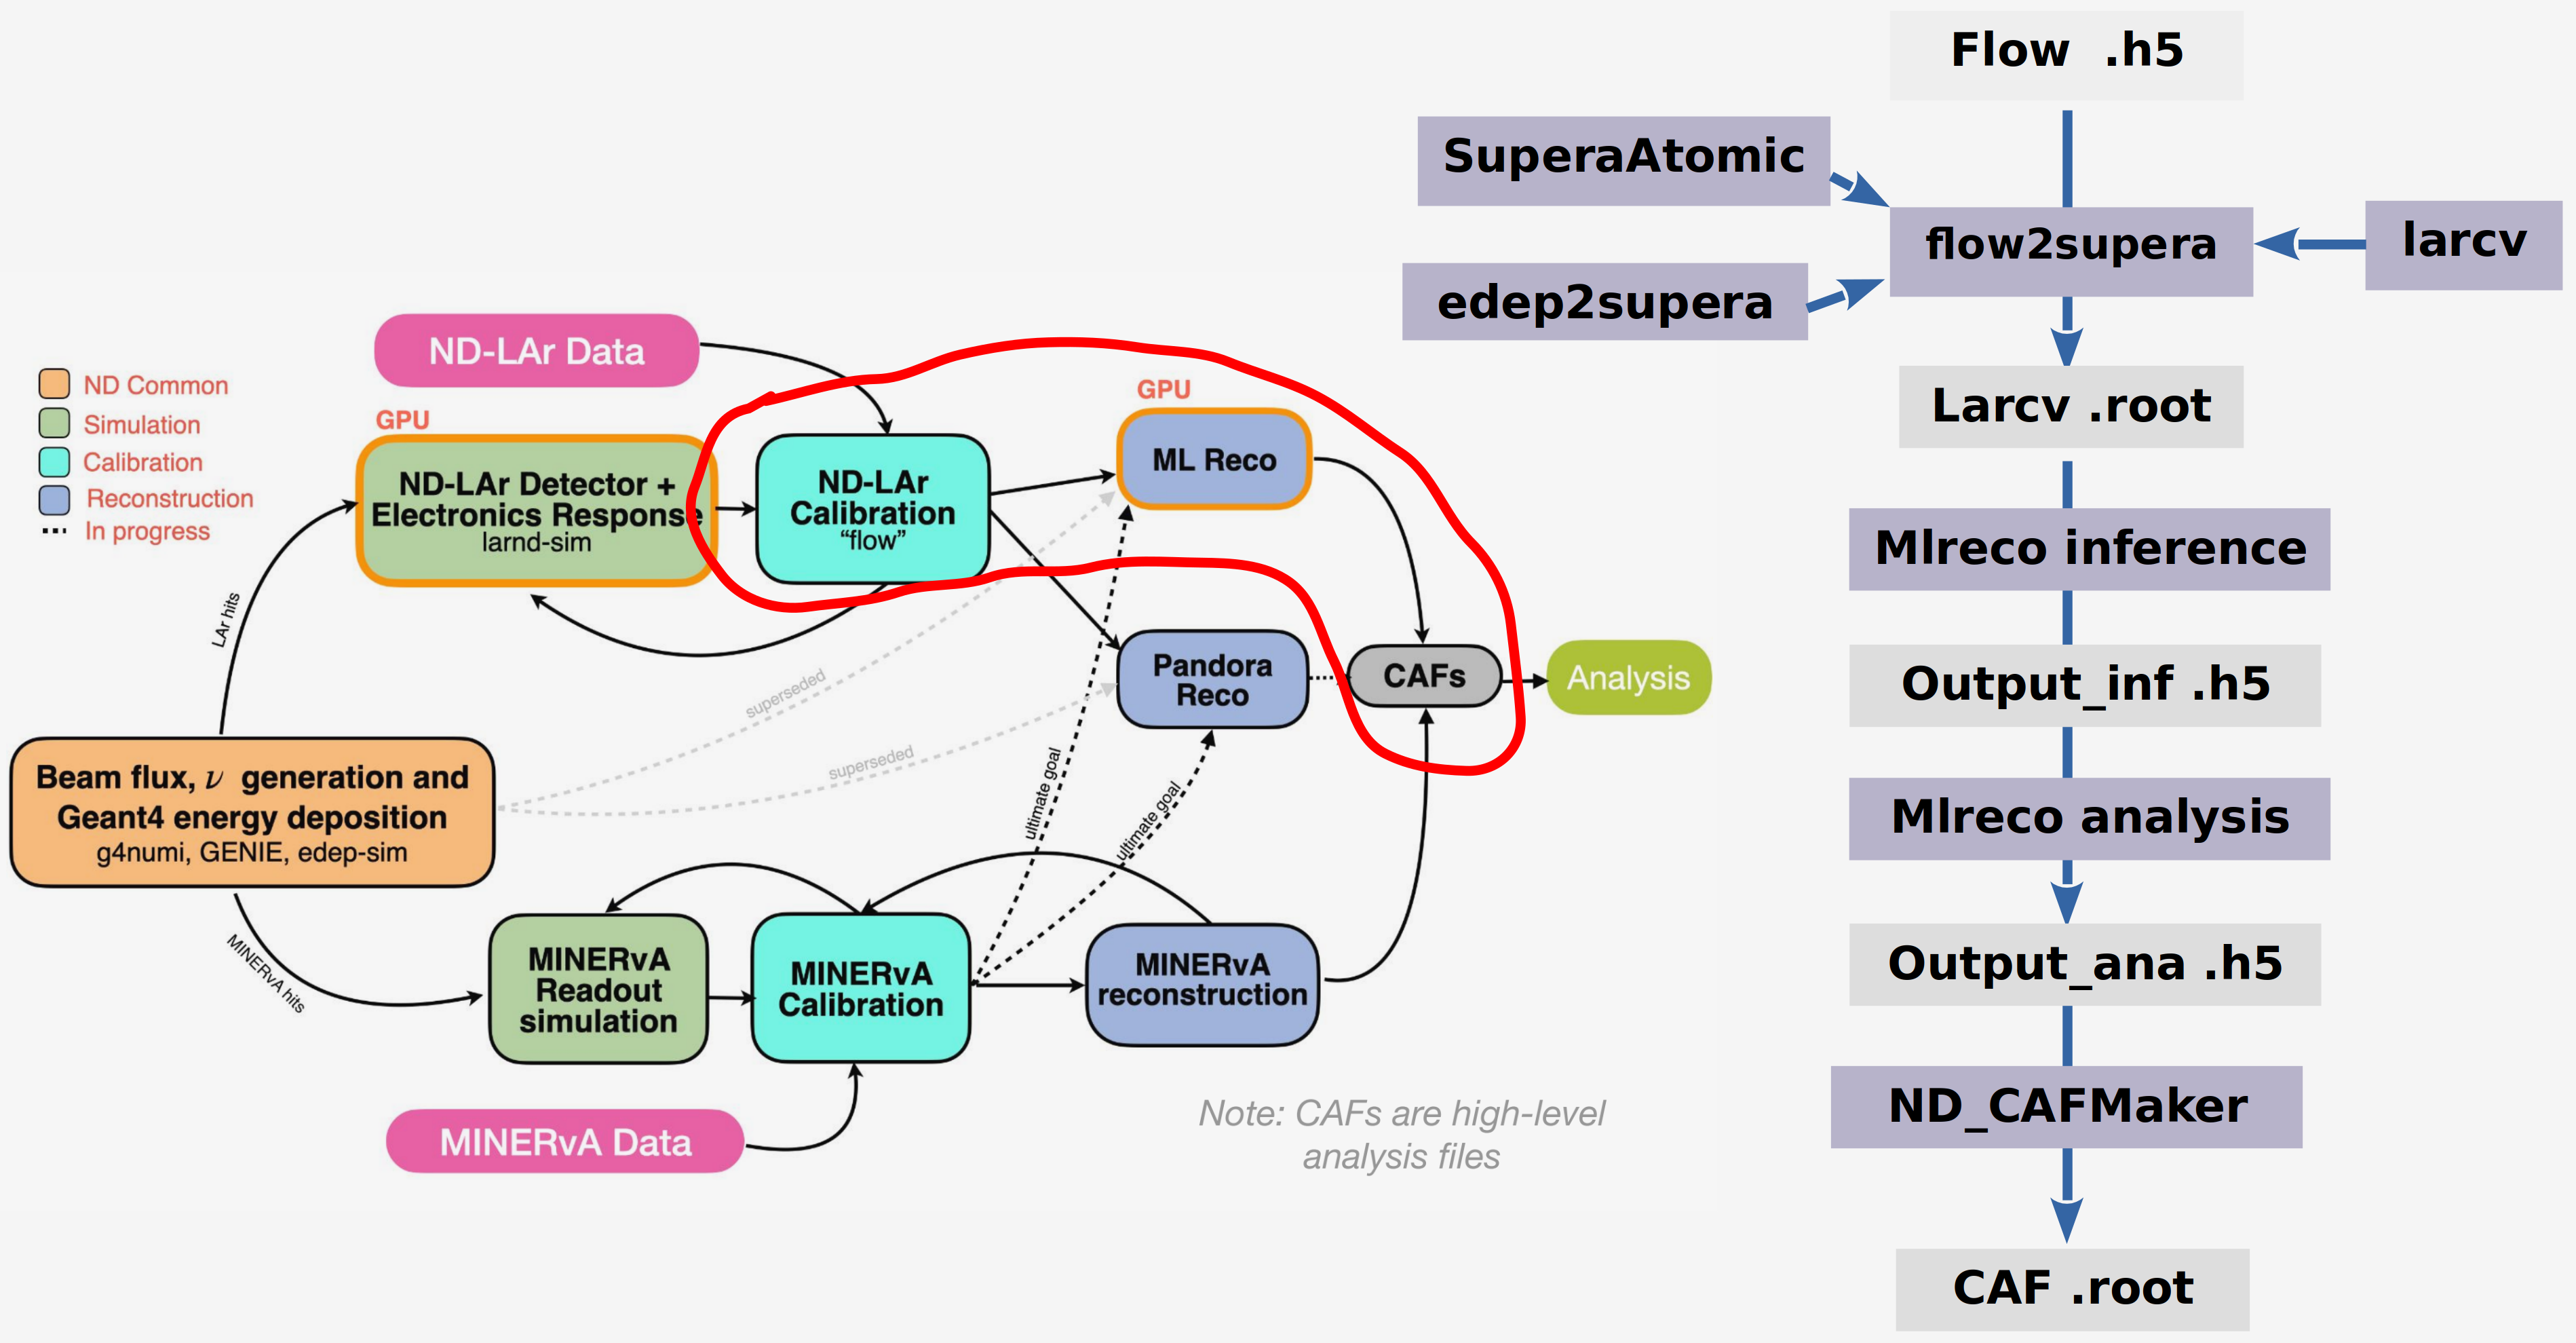 ND Common
Simulation
Calibration
Reconstruction
In progress
ND-LAr Data
GPU
ND-LAr Detector +
Electronics Response
larnd-sim
ND-LAr
Calibration
“flow”
GPU
ML Reco
LAr hits
superseded
superseded
Pandora
Reco
CAFs
Analysis
Beam flux, ν generation and
Geant4 energy deposition
g4numi, GENIE, edep-sim
ultimate goal
ultimate goal
MINERvA hits
MINERvA
Readout
simulation
MINERvA
Calibration
MINERvA
reconstruction
MINERvA Data
Note: CAFs are high-level
analysis files
Flow .h5
SuperaAtomic
flow2supera
larcv
edep2supera
Larcv .root
Mlreco inference
Output_inf .h5
Mlreco analysis
Output_ana .h5
ND_CAFMaker
CAF .root